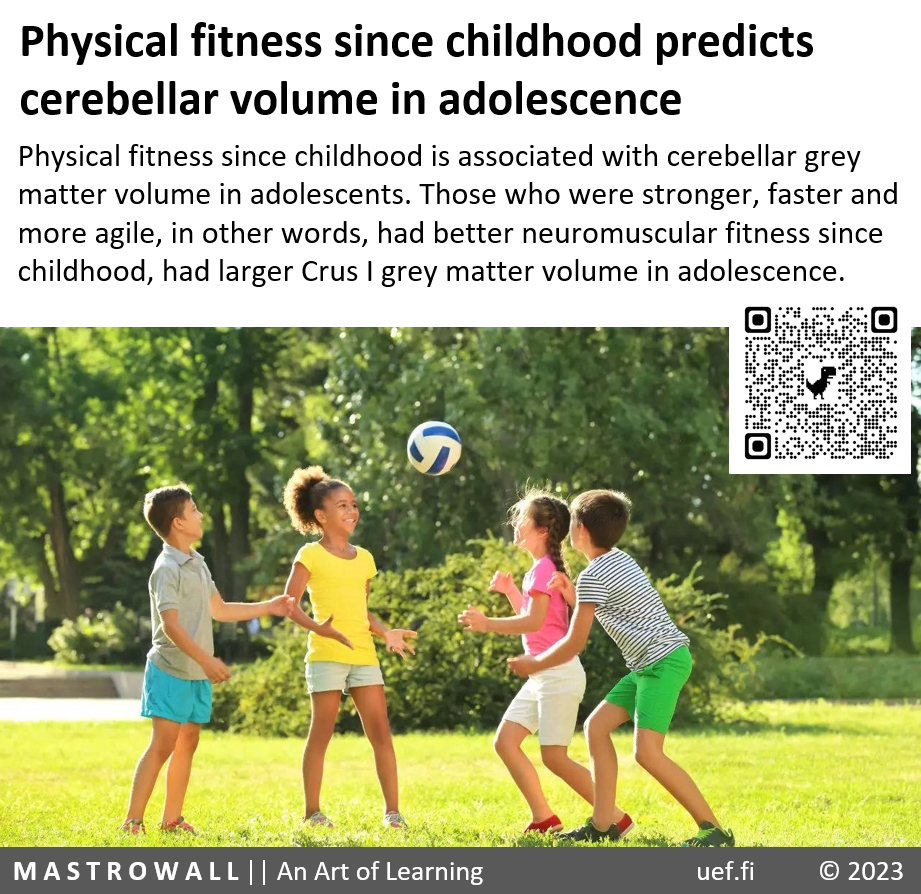 Physical fitness since childhood predicts
cerebellar volume in adolescence
Physical fitness since childhood is associated with cerebellar grey
matter volume in adolescents. Those who were stronger, faster and
more agile, in other words, had better neuromuscular fitness since
childhood, had larger Crus I grey matter volume in adolescence.
MASTROWALL || An Art of Learning uef.fi © 2023